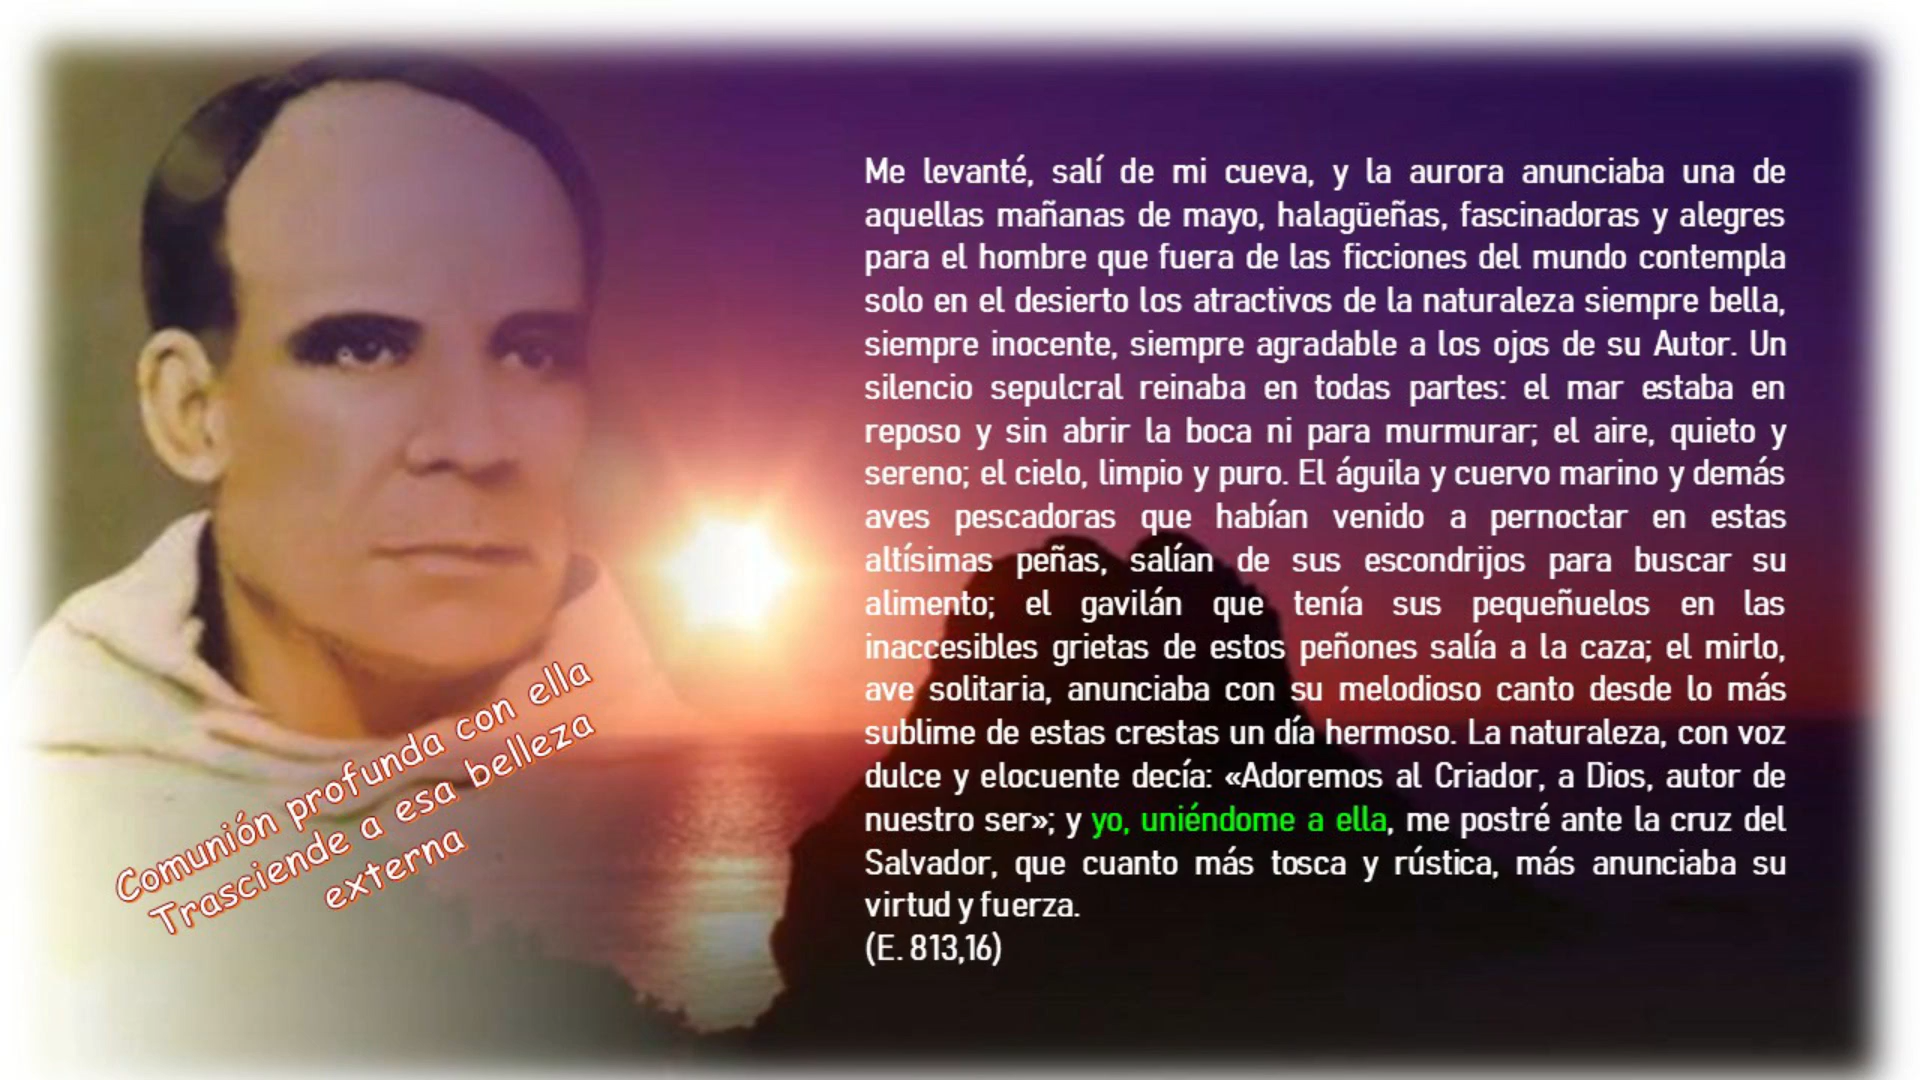 Me levanté, salí de mi cueva, y la aurora anunciaba una de
aquellas mañanas de mayo, halagüeñas, fascinadoras y alegres
para el hombre que fuera de las ficciones del mundo contempla
solo en el desierto los atractivos de la naturaleza siempre bella,
siempre inocente, siempre agradable a los ojos de su Autor. Un
silencio sepulcral reinaba en todas partes: el mar estaba en
reposo y sin abrir la boca ni para murmurar; el aire, quieto y
sereno; el cielo, limpio y puro. El águila y cuervo marino y demás
aves pescadoras que habían venido a pernoctar en estas
altísimas peñas, salían de sus escondrijos para buscar su
alimento; el gavilán que tenía sus pequeñuelos en las
inaccesibles grietas de estos peñones salía a la caza; el mirlo,
ave solitaria, anunciaba con su melodioso canto desde lo más
sublime de estas crestas un día hermoso. La naturaleza, con voz
dulce y elocuente decía: «Adoremos al Criador, a Dios, autor de
nuestro ser»; y yo, uniéndome a ella, me postré ante la cruz del
Salvador, que cuanto más tosca y rústica, más anunciaba su
virtud y fuerza.
(E. 813,16)
Comunión profunda con ella
Trasciende a esa belleza
externa